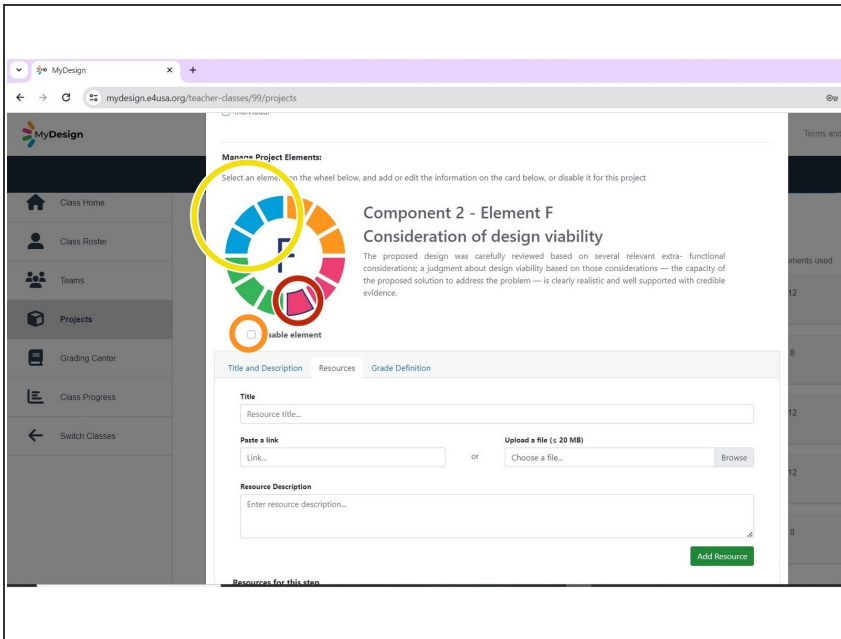 MyDesign
mydesign.e4usa.org/teacher-classes/99/projects
MyDesign
Terms and
Manage Project Elements:
Select an element on the wheel below, and add or edit the information on the card below, or disable it for this project
Class Home
Class Roster
Teams
Projects
Grading Center
Class Progress
Switch Classes
F
Component 2 - Element F
Consideration of design viability
The proposed design was carefully reviewed based on several relevant extra- functional
considerations; a judgment about design viability based on those considerations — the capacity of
the proposed solution to address the problem — is clearly realistic and well supported with credible
evidence.
sable element
ements used
12
8
12
12
8
Title and Description Resources Grade Definition
Title
Resource title...
Paste a link
Link...
or
Upload a file (≤ 20 MB)
Choose a file...
Browse
Resource Description
Enter resource description...
Add Resource
Resources for this step